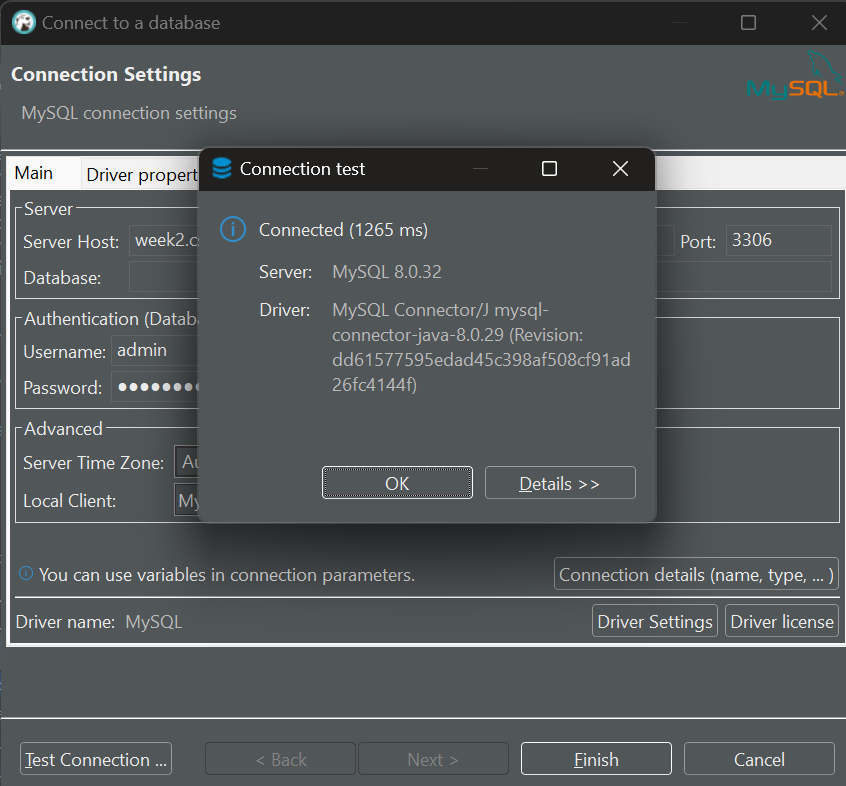 Connect to a database
Connection Settings
MySQL connection settings
MySQL
Main
Driver propert
Server
Server Host: week2.cs
Port: 3306
Database:
Authentication (Databa
Username: admin
Password: ●●●●●●●●
Advanced
Server Time Zone: Au
Local Client: My
Connection test
Connected (1265 ms)
Server: MySQL 8.0.32
Driver: MySQL Connector/J mysql-
connector-java-8.0.29 (Revision:
dd61577595edad45c398af508cf91ad
26fc4144f)
OK
Details >>
You can use variables in connection parameters.
Connection details (name, type, ... )
Driver name: MySQL
Driver Settings
Driver license
Test Connection ...
< Back
Next >
Finish
Cancel